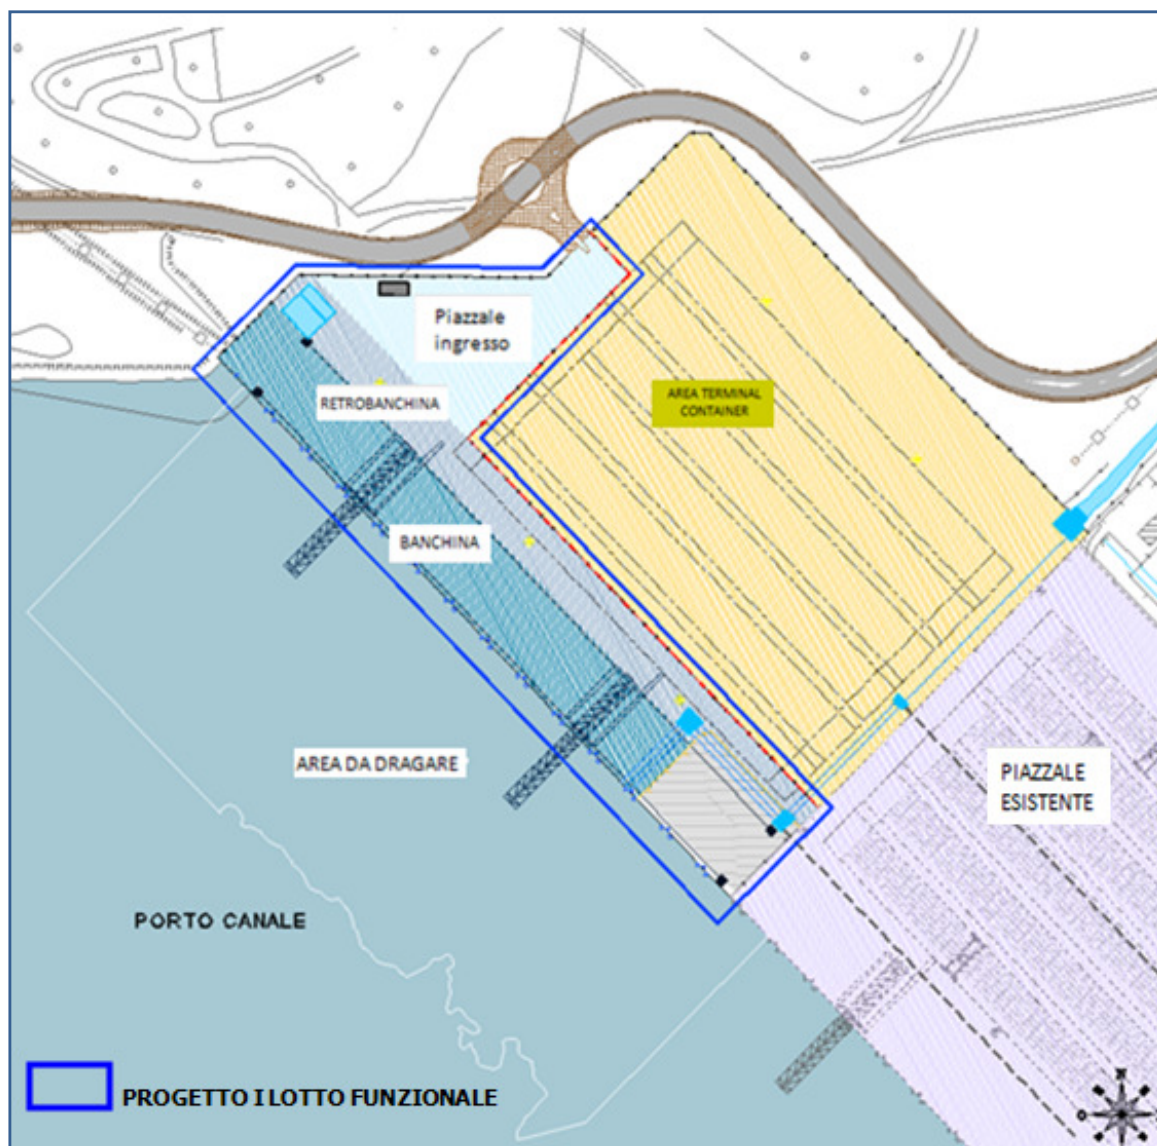 Piazzale
ingresso
RETROBANCHINA
AREA TERMINAL
CONTAINER
BANCHINA
AREA DA DRAGARE
PIAZZALE
ESISTENTE
PORTO CANALE
PROGETTO I LOTTO FUNZIONALE
N
O